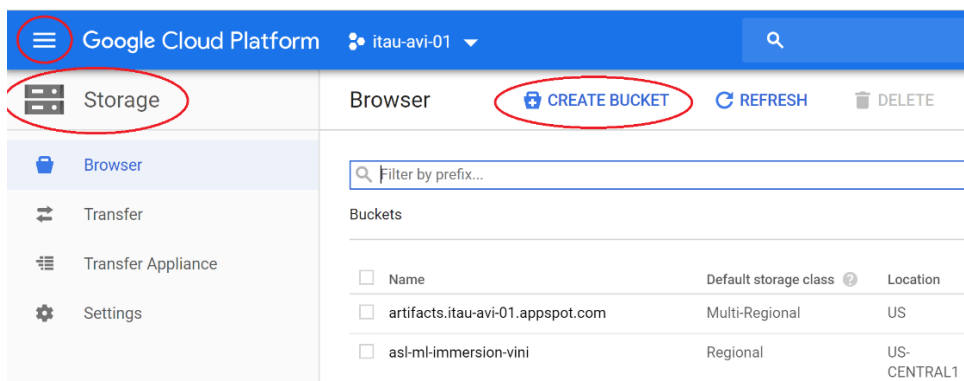 Google Cloud Platform itau-avi-01
Storage Browser CREATE BUCKET REFRESH DELETE
Browser
Filter by prefix...
Transfer Buckets
Transfer Appliance
Name Default storage class Location
Settings artifacts.itau-avi-01.appspot.com Multi-Regional US
asl-ml-immersion-vini Regional US-
CENTRAL1